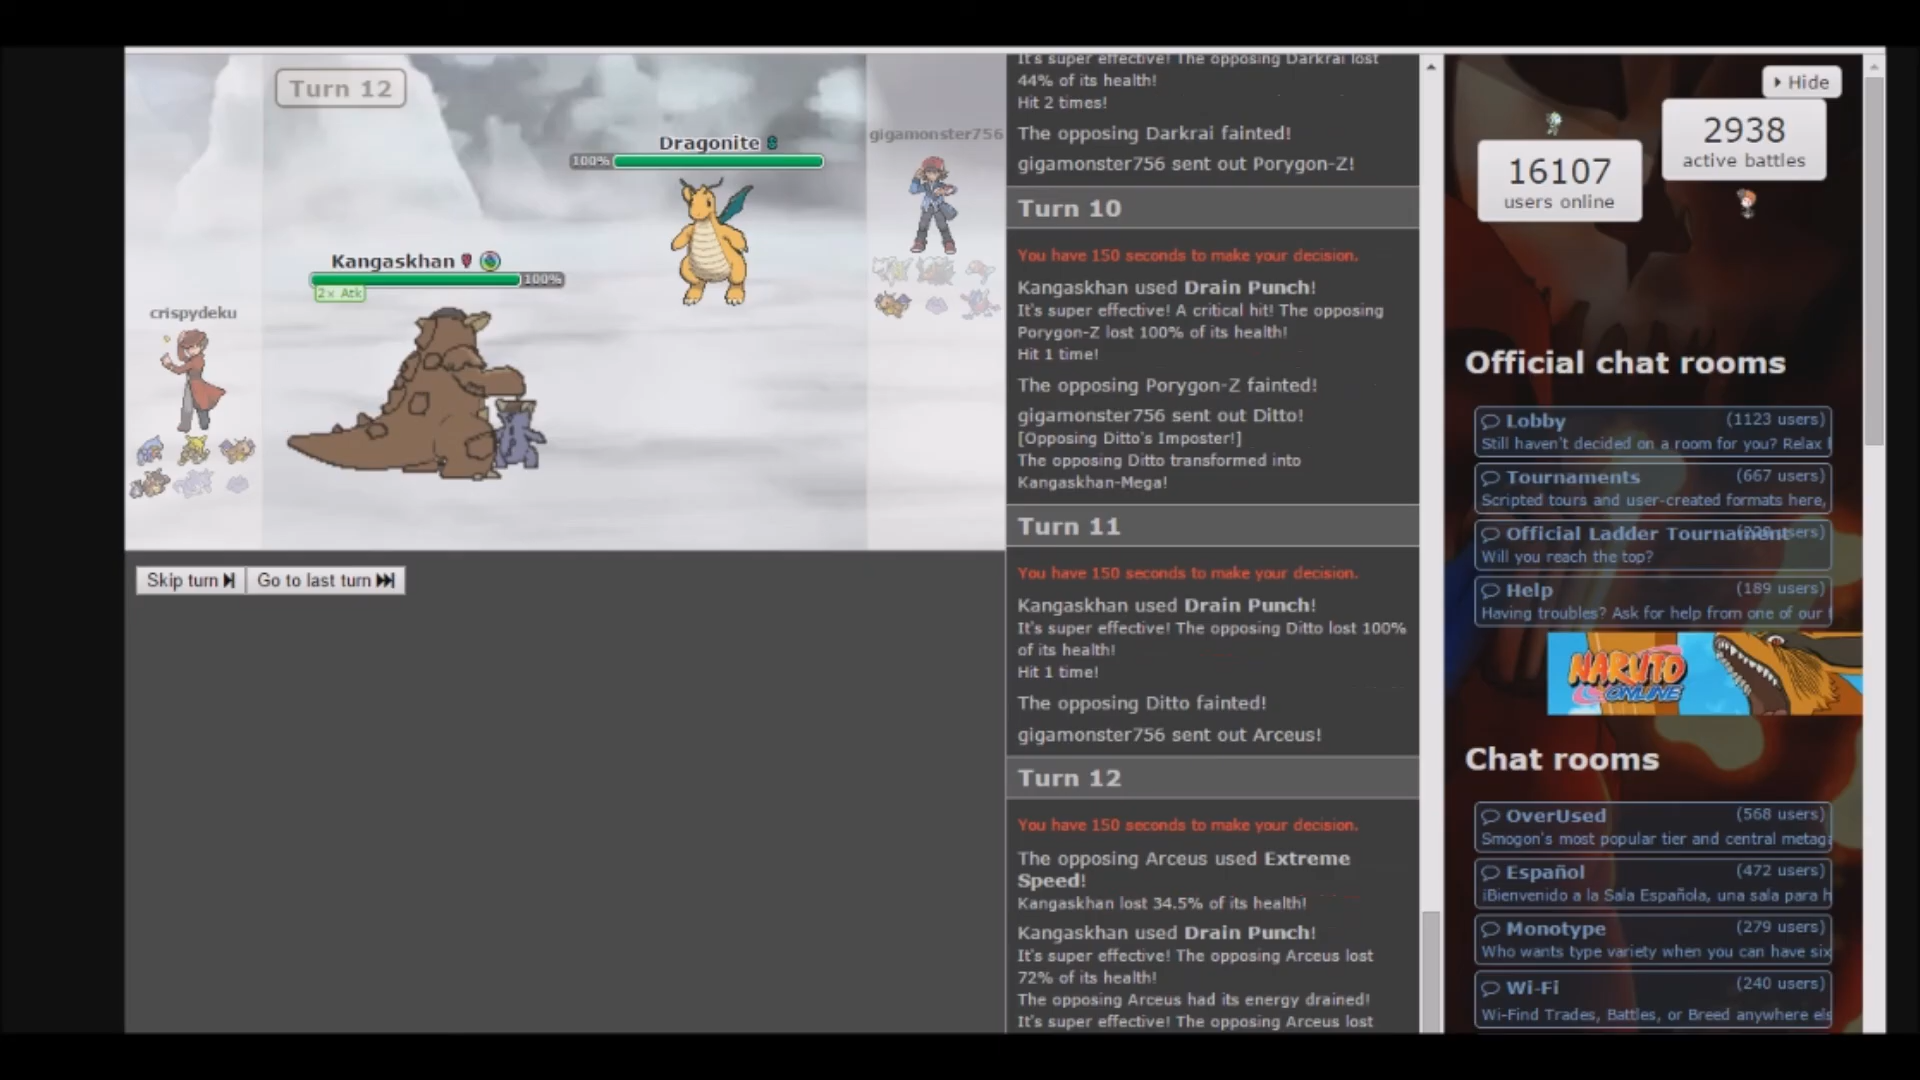 Turn 12
Dragonite
100%
gigamonster756
Kangaskhan
100%
2x Atk
crispydeku
Skip turn
Go to last turn
It's super effective! The opposing Darkrai lost
44% of its health!
Hit 2 times!
The opposing Darkrai fainted!
gigamonster756 sent out Porygon-Z!
Turn 10
You have 150 seconds to make your decision.
Kangaskhan used Drain Punch!
It's super effective! A critical hit! The opposing
Porygon-Z lost 100% of its health!
Hit 1 time!
The opposing Porygon-Z fainted!
gigamonster756 sent out Ditto!
[Opposing Ditto's Imposter!]
The opposing Ditto transformed into
Kangaskhan-Mega!
Turn 11
You have 150 seconds to make your decision.
Kangaskhan used Drain Punch!
It's super effective! The opposing Ditto lost 100%
of its health!
Hit 1 time!
The opposing Ditto fainted!
gigamonster756 sent out Arceus!
Turn 12
You have 150 seconds to make your decision.
The opposing Arceus used Extreme
Speed!
Kangaskhan lost 34.5% of its health!
Kangaskhan used Drain Punch!
It's super effective! The opposing Arceus lost
72% of its health!
The opposing Arceus had its energy drained!
It's super effective! The opposing Arceus lost
Hide
16107
users online
2938
active battles
Official chat rooms
Lobby (1123 users)
Still haven't decided on a room for you? Relax
Tournaments (667 users)
Scripted tours and user-created formats here,
Official Ladder Tournament users)
Will you reach the top?
Help (189 users)
Having troubles? Ask for help from one of our
NARUTO
ONLINE
Chat rooms
OverUsed (568 users)
Smogon's most popular tier and central metag
Español (472 users)
¡Bienvenido a la Sala Española, una sala para h
Monotype (279 users)
Who wants type variety when you can have six
Wi-Fi (240 users)
Wi-Find Trades, Battles, or Breed anywhere els